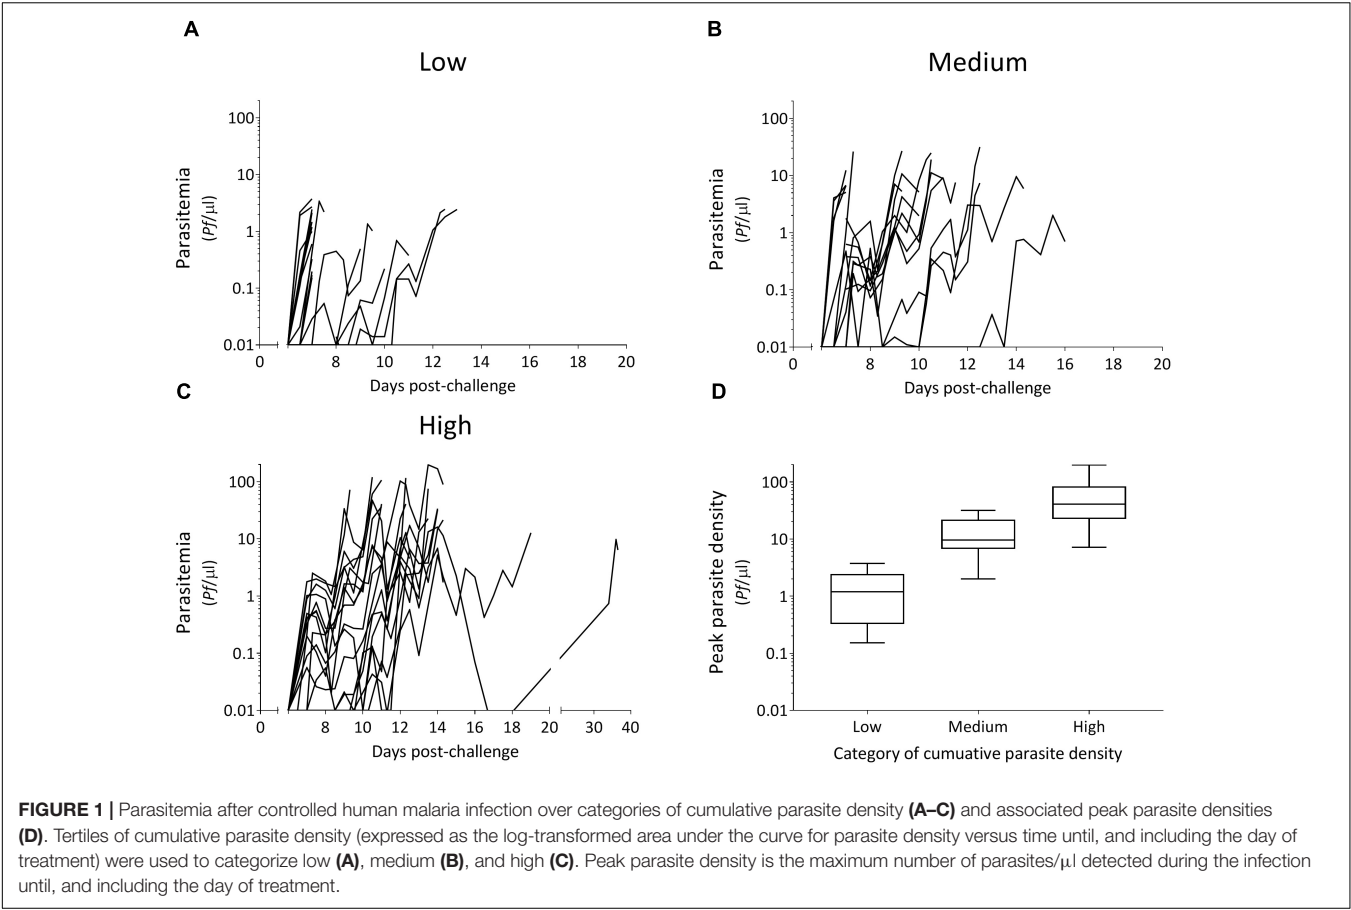 A
Low
100
10
1
0.1
0.01
Parasitemia
(Pf/μl)
0 8 10 12 14 16 18 20
Days post-challenge
B
Medium
100
10
1
0.1
0.01
Parasitemia
(Pf/μl)
0 8 10 12 14 16 18 20
Days post-challenge
C
High
100
10
1
0.1
0.01
Parasitemia
(Pf/μl)
0 8 10 12 14 16 18 20 30 40
Days post-challenge
D
100
10
1
0.1
0.01
Peak parasite density
(Pf/μl)
Low Medium High
Category of cumuative parasite density
FIGURE 1 | Parasitemia after controlled human malaria infection over categories of cumulative parasite density (A–C) and associated peak parasite densities
(D). Tertiles of cumulative parasite density (expressed as the log-transformed area under the curve for parasite density versus time until, and including the day of
treatment) were used to categorize low (A), medium (B), and high (C). Peak parasite density is the maximum number of parasites/μl detected during the infection
until, and including the day of treatment.